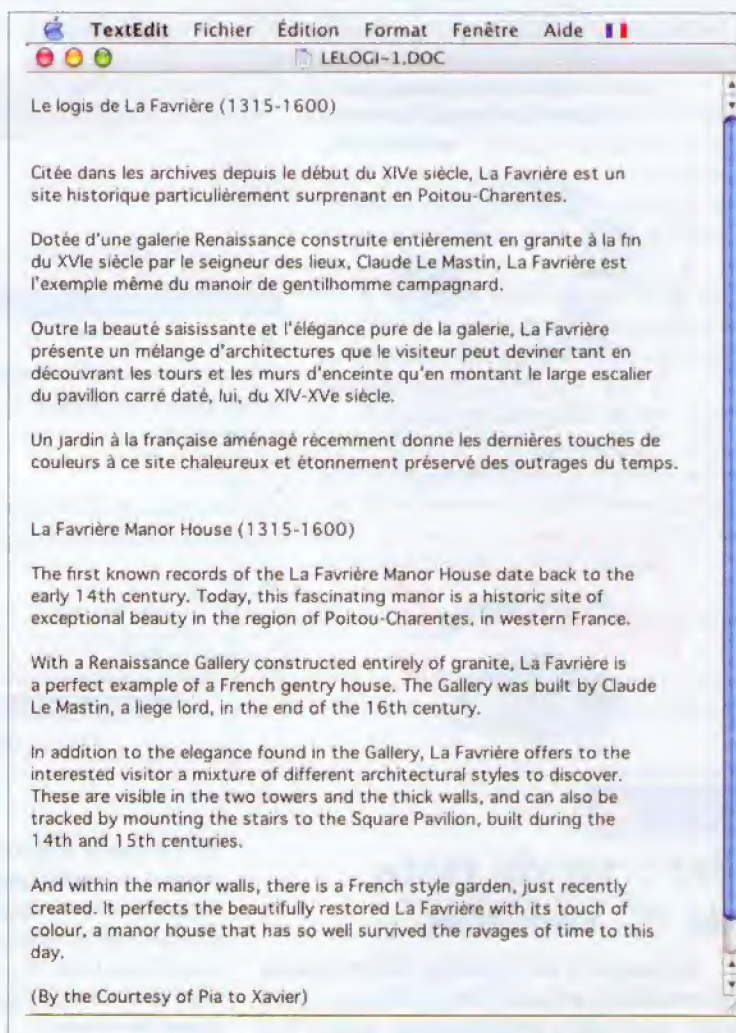 TextEdit Fichier Édition Format Fenêtre Aide
LELOGI~1.DOC
Le logis de La Favrière (1315-1600)
Citée dans les archives depuis le début du XIVe siècle, La Favrière est un
site historique particulièrement surprenant en Poitou-Charentes.
Dotée d'une galerie Renaissance construite entièrement en granite à la fin
du XVIe siècle par le seigneur des lieux, Claude Le Mastin, La Favrière est
l'exemple même du manoir de gentilhomme campagnard.
Outre la beauté saisissante et l'élégance pure de la galerie, La Favrière
présente un mélange d'architectures que le visiteur peut deviner tant en
découvrant les tours et les murs d'enceinte qu'en montant le large escalier
du pavillon carré daté, lui, du XIV-XVe siècle.
Un jardin à la française aménagé récemment donne les dernières touches de
couleurs à ce site chaleureux et étonnement préservé des outrages du temps.
La Favrière Manor House (1315-1600)
The first known records of the La Favrière Manor House date back to the
early 14th century. Today, this fascinating manor is a historic site of
exceptional beauty in the region of Poitou-Charentes, in western France.
With a Renaissance Gallery constructed entirely of granite, La Favrière is
a perfect example of a French gentry house. The Gallery was built by Claude
Le Mastin, a liege lord, in the end of the 16th century.
In addition to the elegance found in the Gallery, La Favrière offers to the
interested visitor a mixture of different architectural styles to discover.
These are visible in the two towers and the thick walls, and can also be
tracked by mounting the stairs to the Square Pavilion, built during the
14th and 15th centuries.
And within the manor walls, there is a French style garden, just recently
created. It perfects the beautifully restored La Favrière with its touch of
colour, a manor house that has so well survived the ravages of time to this
day.
(By the Courtesy of Pia to Xavier)